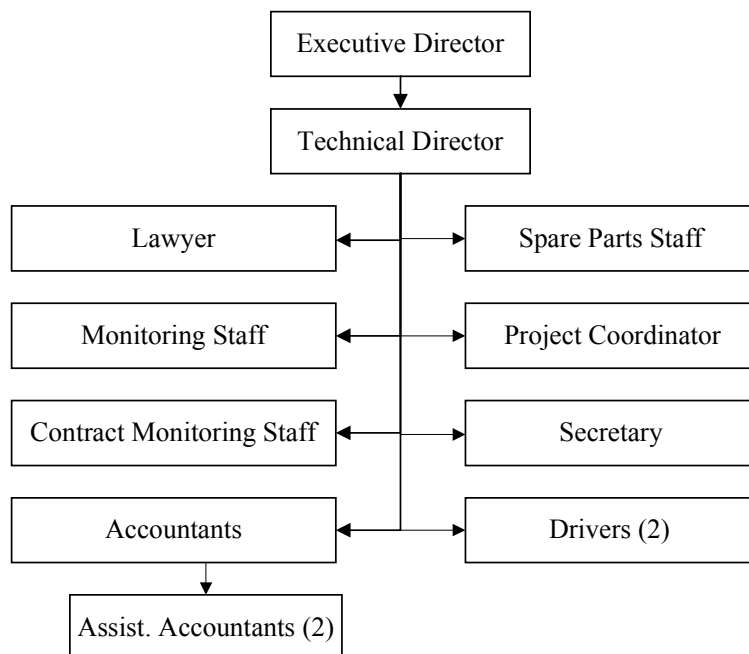 Executive Director
Technical Director
Lawyer
Spare Parts Staff
Monitoring Staff
Project Coordinator
Contract Monitoring Staff
Secretary
Accountants
Drivers (2)
Assist. Accountants (2)